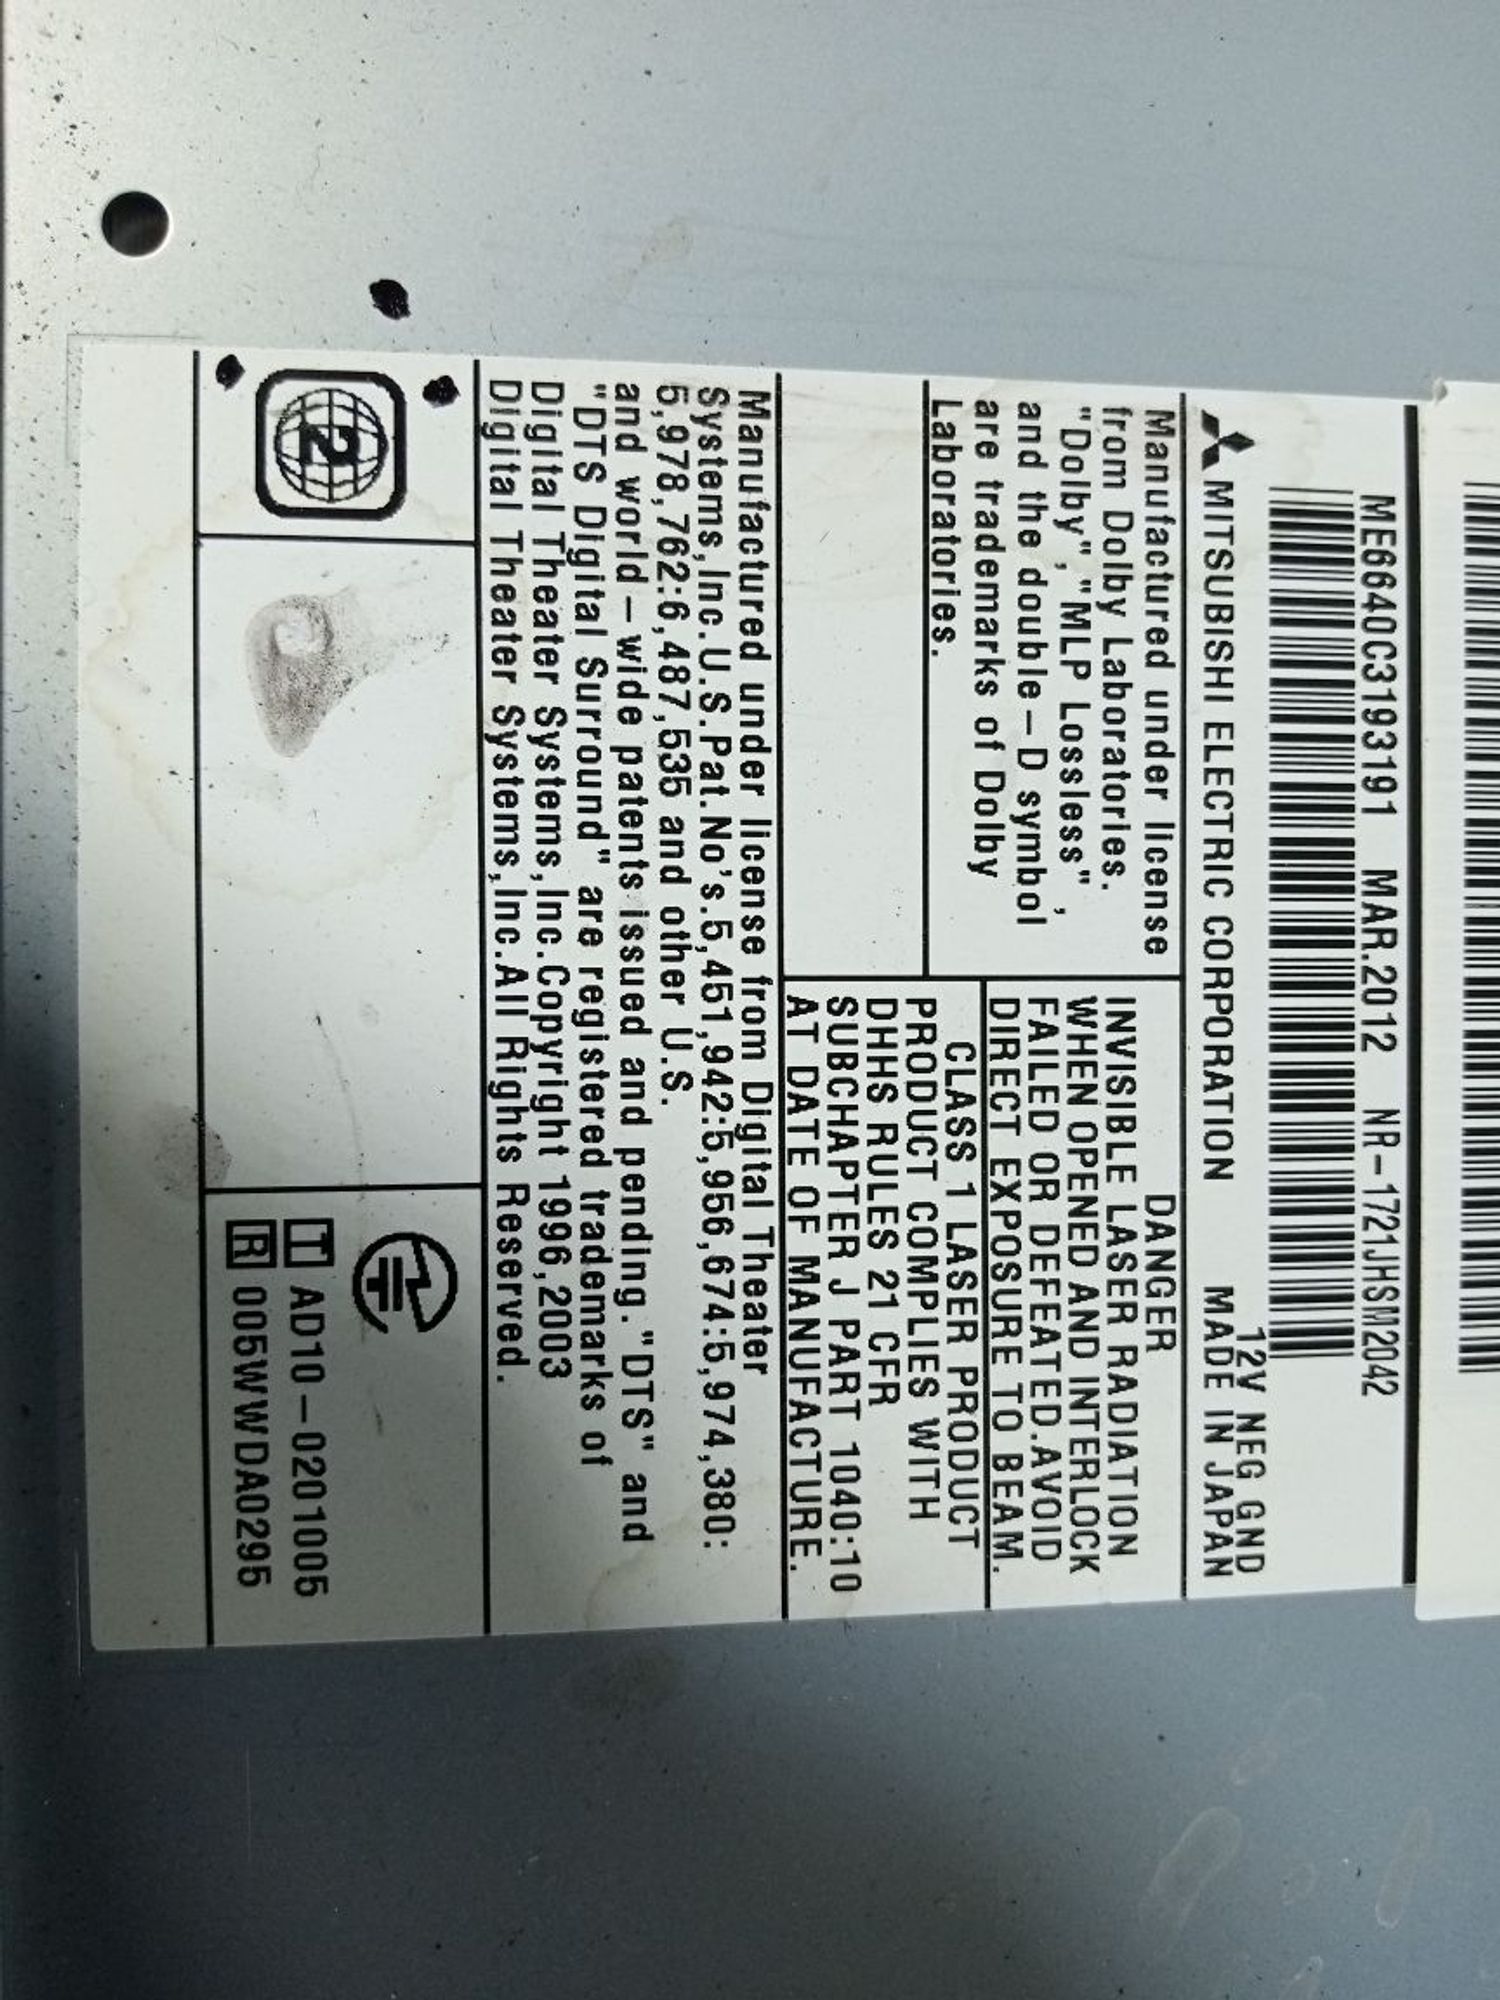 ME6640C3193191 MAR.2012 NR-1721JHSM2042
12V NEG GND
MITSUBISHI ELECTRIC CORPORATION MADE IN JAPAN
Manufactured under license
from Dolby Laboratories.
"Dolby","MLP Lossless",
and the double-D symbol
are trademarks of Dolby
Laboratories.
DANGER
INVISIBLE LASER RADIATION
WHEN OPENED AND INTERLOCK
FAILED OR DEFEATED.AVOID
DIRECT EXPOSURE TO BEAM.
CLASS 1 LASER PRODUCT
PRODUCT COMPLIES WITH
DHHS RULES 21 CFR
SUBCHAPTER J PART 1040:10
AT DATE OF MANUFACTURE.
Manufactured under license from Digital Theater
Systems,Inc.U.S.Pat.No's.5,451,942:5,956,674:5,974,380:
5,978,762:6,487,535 and other U.S.
and world-wide patents issued and pending."DTS" and
"DTS Digital Surround" are registered trademarks of
Digital Theater Systems,Inc.Copyright 1996,2003
Digital Theater Systems,Inc.All Rights Reserved.
2
T AD10-0201005
R 005WWDA0295